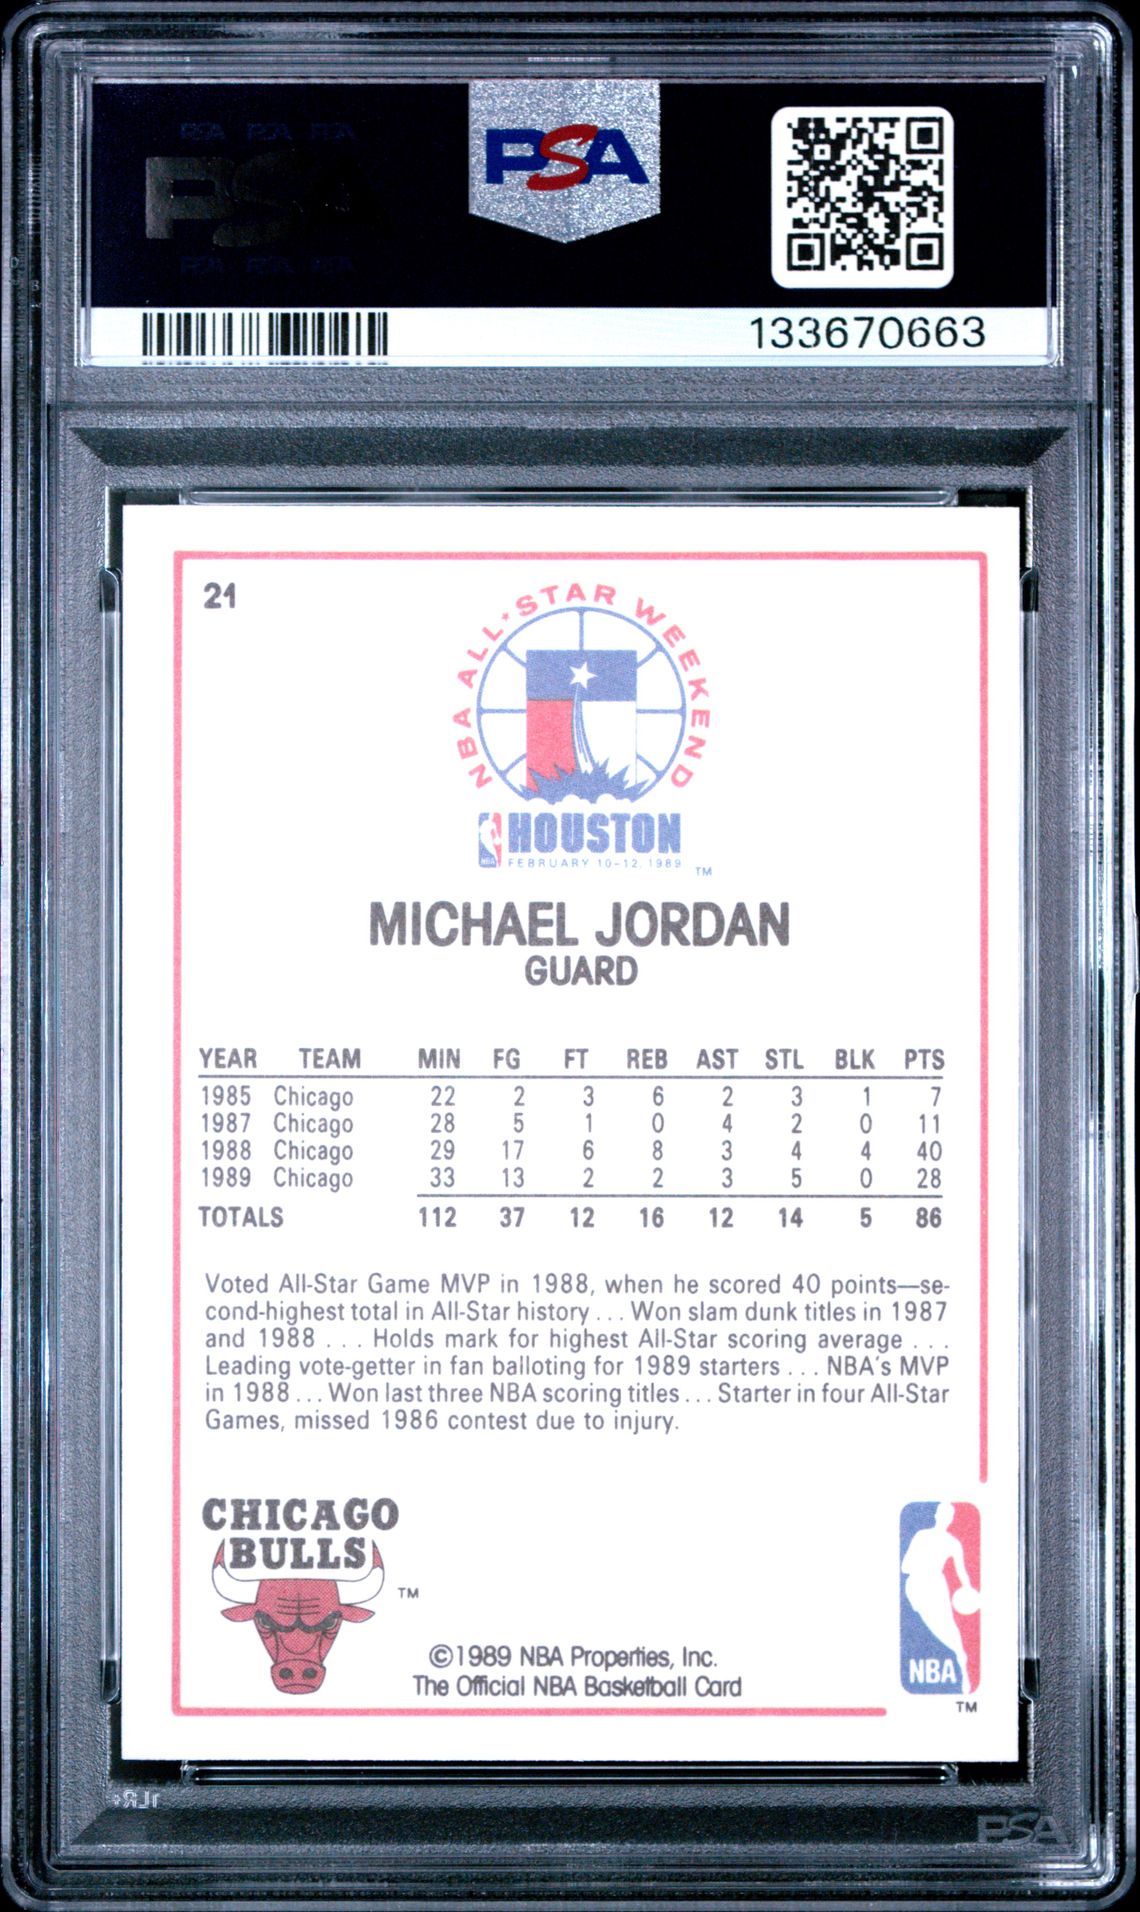 PSA PSA PSA
PSA
PSA PSA PSA
PSA
133670663
21
NBA ALL·STAR WEEKEND
NBA HOUSTON
FEBRUARY 10-12, 1989 TM
MICHAEL JORDAN
GUARD
YEAR TEAM MIN FG FT REB AST STL BLK PTS
1985 Chicago 22 2 3 6 2 3 1 7
1987 Chicago 28 5 1 0 4 2 0 11
1988 Chicago 29 17 6 8 3 4 4 40
1989 Chicago 33 13 2 2 3 5 0 28
TOTALS 112 37 12 16 12 14 5 86
Voted All-Star Game MVP in 1988, when he scored 40 points—se-
cond-highest total in All-Star history . . . Won slam dunk titles in 1987
and 1988 . . . Holds mark for highest All-Star scoring average . . .
Leading vote-getter in fan balloting for 1989 starters . . . NBA's MVP
in 1988 . . . Won last three NBA scoring titles . . . Starter in four All-Star
Games, missed 1986 contest due to injury.
CHICAGO
BULLS
TM
©1989 NBA Properties, Inc.
The Official NBA Basketball Card
NBA
TM
PSA